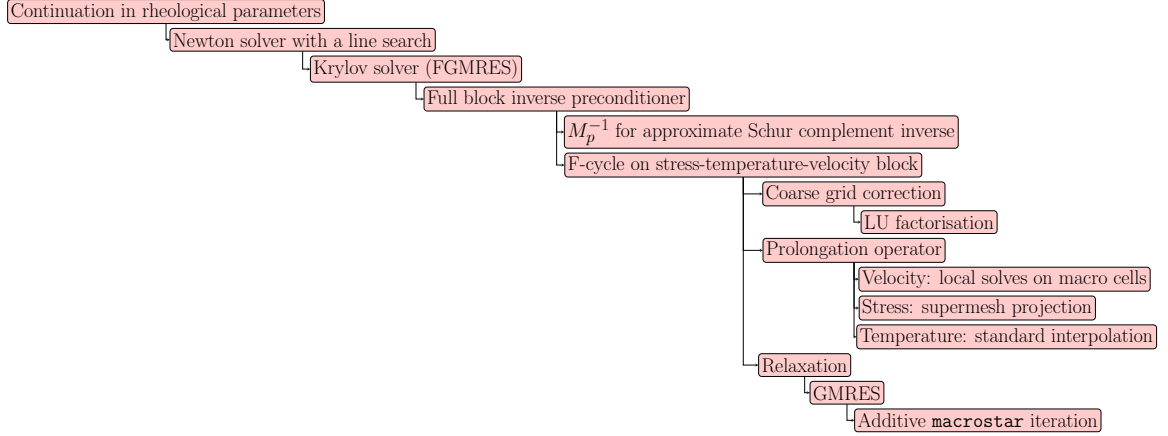 Continuation in rheological parameters
Newton solver with a line search
Krylov solver (FGMRES)
Full block inverse preconditioner
$M_p^{-1}$ for approximate Schur complement inverse
F-cycle on stress-temperature-velocity block
Coarse grid correction
LU factorisation
Prolongation operator
Velocity: local solves on macro cells
Stress: supermesh projection
Temperature: standard interpolation
Relaxation
GMRES
Additive macrostar iteration